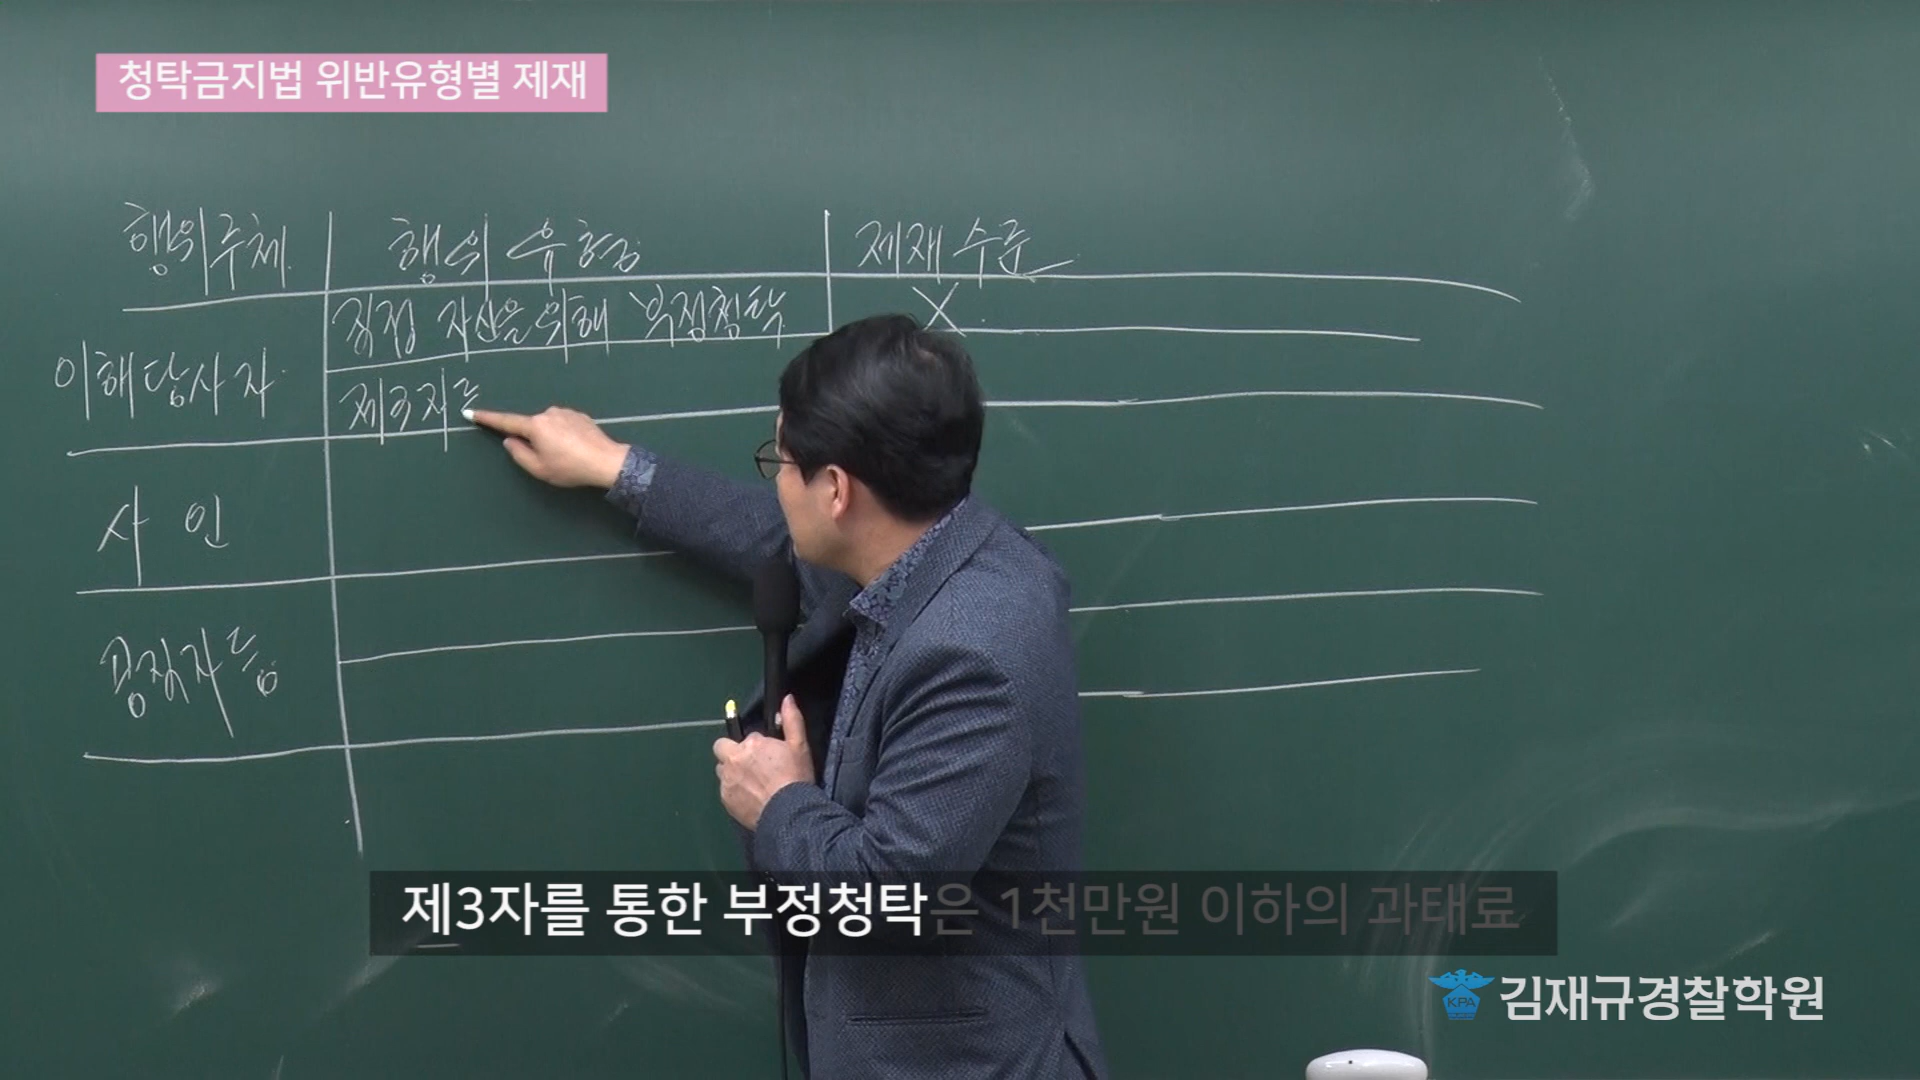 청탁금지법 위반유형별 제재
행위주체 행위 유형 제재 수준
직접 자신을 위해 부정청탁 X
이해당사자
제3자를
사 인
공직자등
제3자를 통한 부정청탁은 1천만원 이하의 과태료
KPA 김재규경찰학원